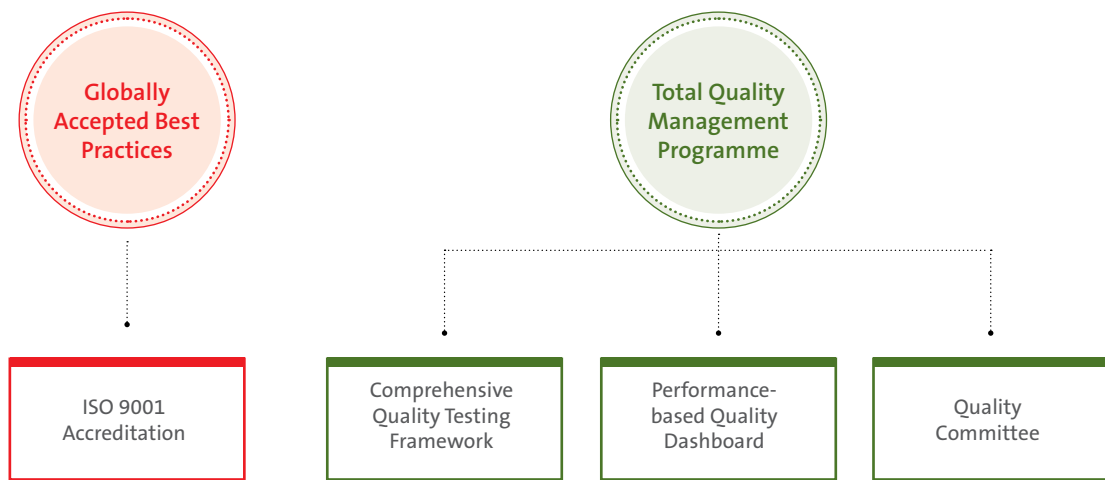 Globally
Accepted Best
Practices
Total Quality
Management
Programme
ISO 9001
Accreditation
Comprehensive
Quality Testing
Framework
Performance-
based Quality
Dashboard
Quality
Committee